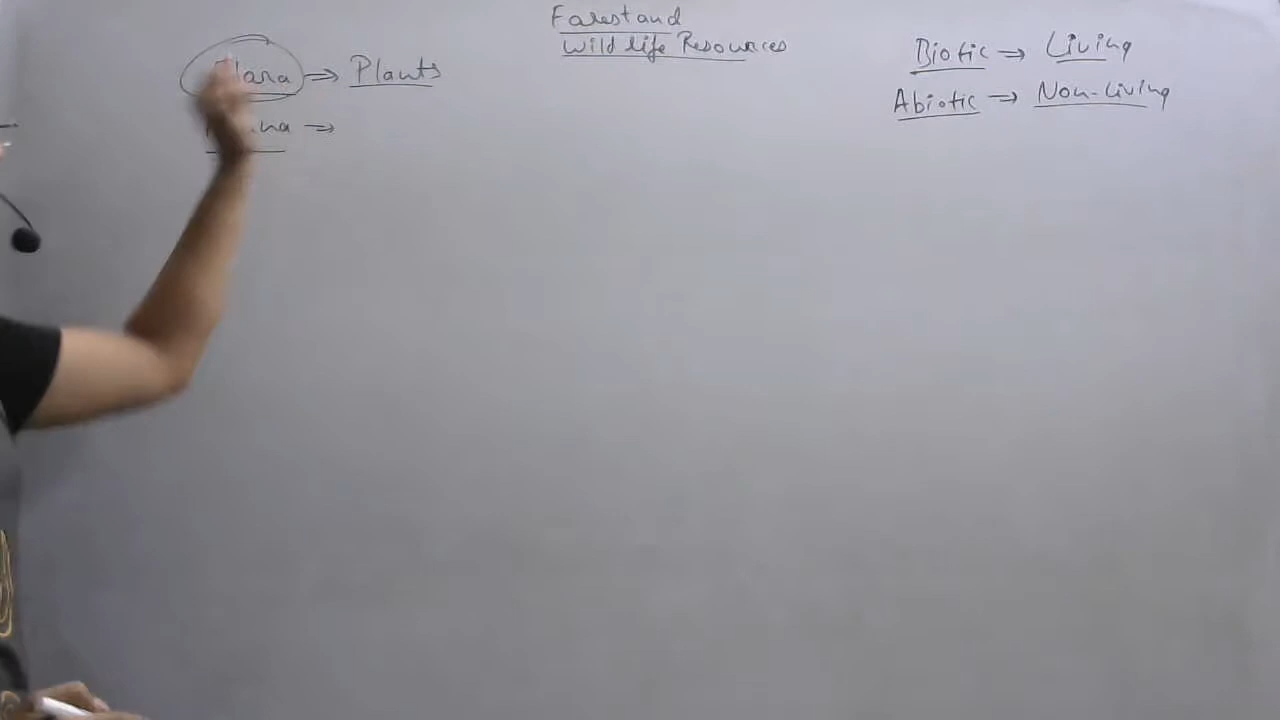 Forest and
Wild life Resources
⇒ Plants
⇒
Biotic → Living
Abiotic → Non-Living